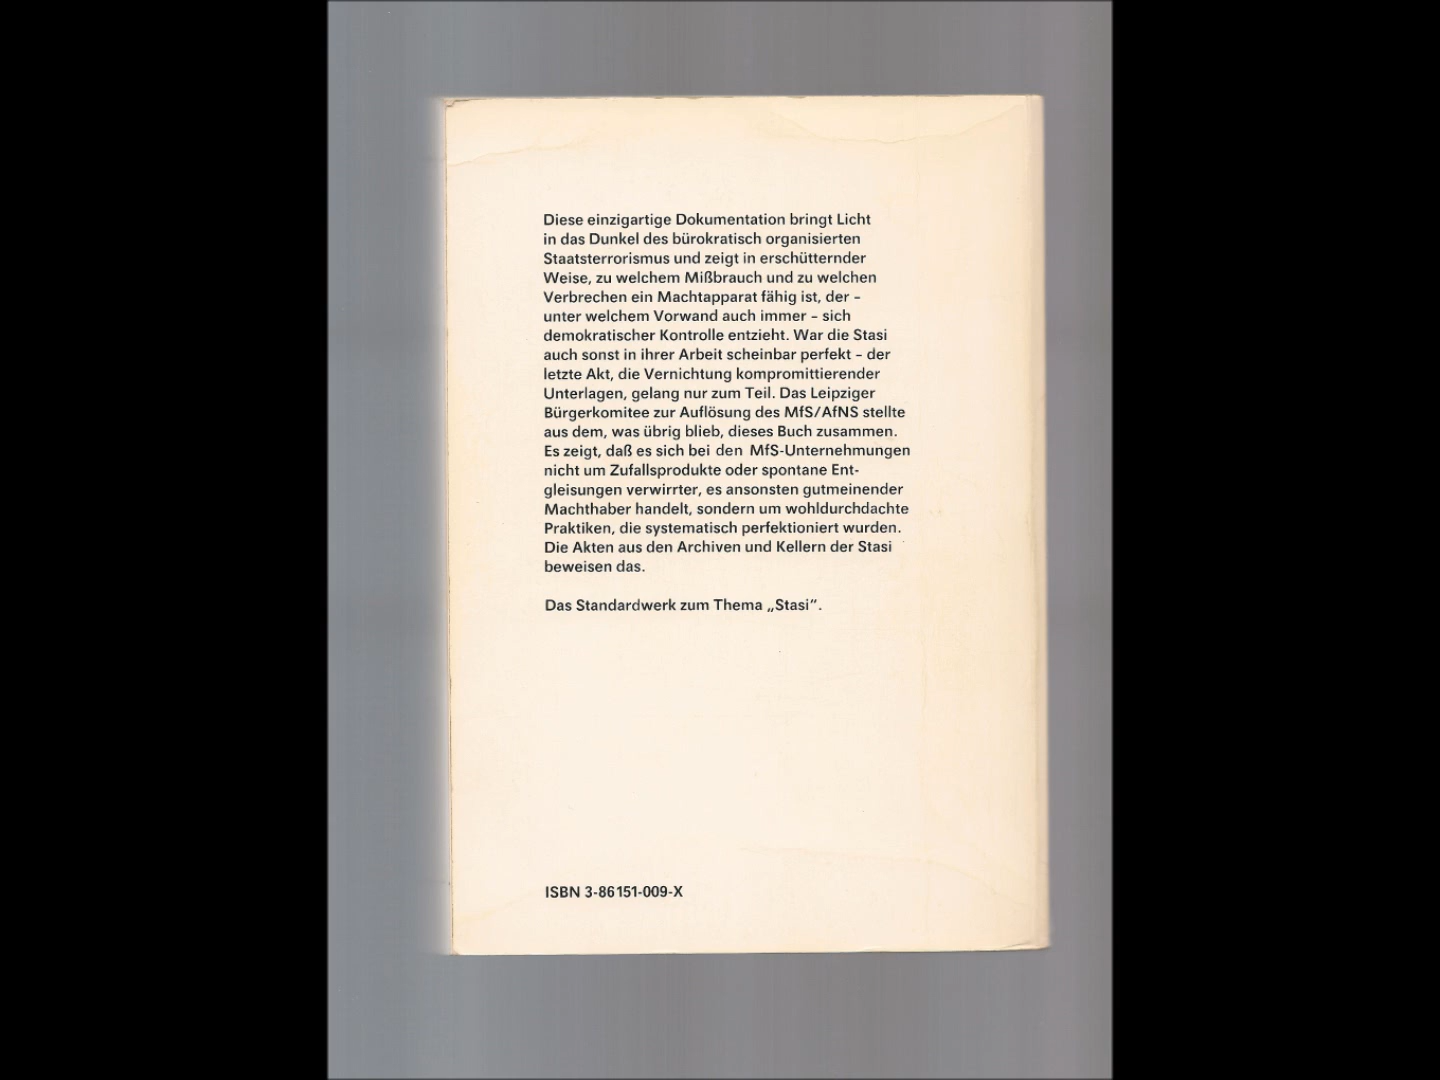 Diese einzigartige Dokumentation bringt Licht
in das Dunkel des bürokratisch organisierten
Staatsterrorismus und zeigt in erschütternder
Weise, zu welchem Mißbrauch und zu welchen
Verbrechen ein Machtapparat fähig ist, der –
unter welchem Vorwand auch immer – sich
demokratischer Kontrolle entzieht. War die Stasi
auch sonst in ihrer Arbeit scheinbar perfekt – der
letzte Akt, die Vernichtung kompromittierender
Unterlagen, gelang nur zum Teil. Das Leipziger
Bürgerkomitee zur Auflösung des MfS/AfNS stellte
aus dem, was übrig blieb, dieses Buch zusammen.
Es zeigt, daß es sich bei den MfS-Unternehmungen
nicht um Zufallsprodukte oder spontane Ent-
gleisungen verwirrter, es ansonsten gutmeinender
Machthaber handelt, sondern um wohldurchdachte
Praktiken, die systematisch perfektioniert wurden.
Die Akten aus den Archiven und Kellern der Stasi
beweisen das.
Das Standardwerk zum Thema „Stasi“.
ISBN 3-86151-009-X